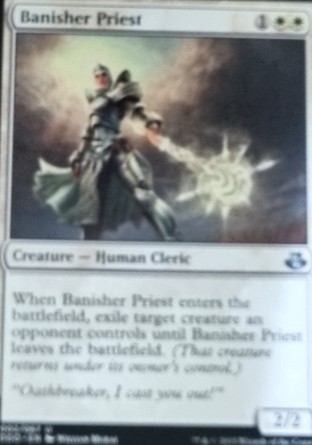 Banisher Priest 1
Creature — Human Cleric
When Banisher Priest enters the
battlefield, exile target creature an
opponent controls until Banisher Priest
leaves the battlefield. (That creature
returns under its owner's control.)
"Oathbreaker, I cast you out!"
2/2